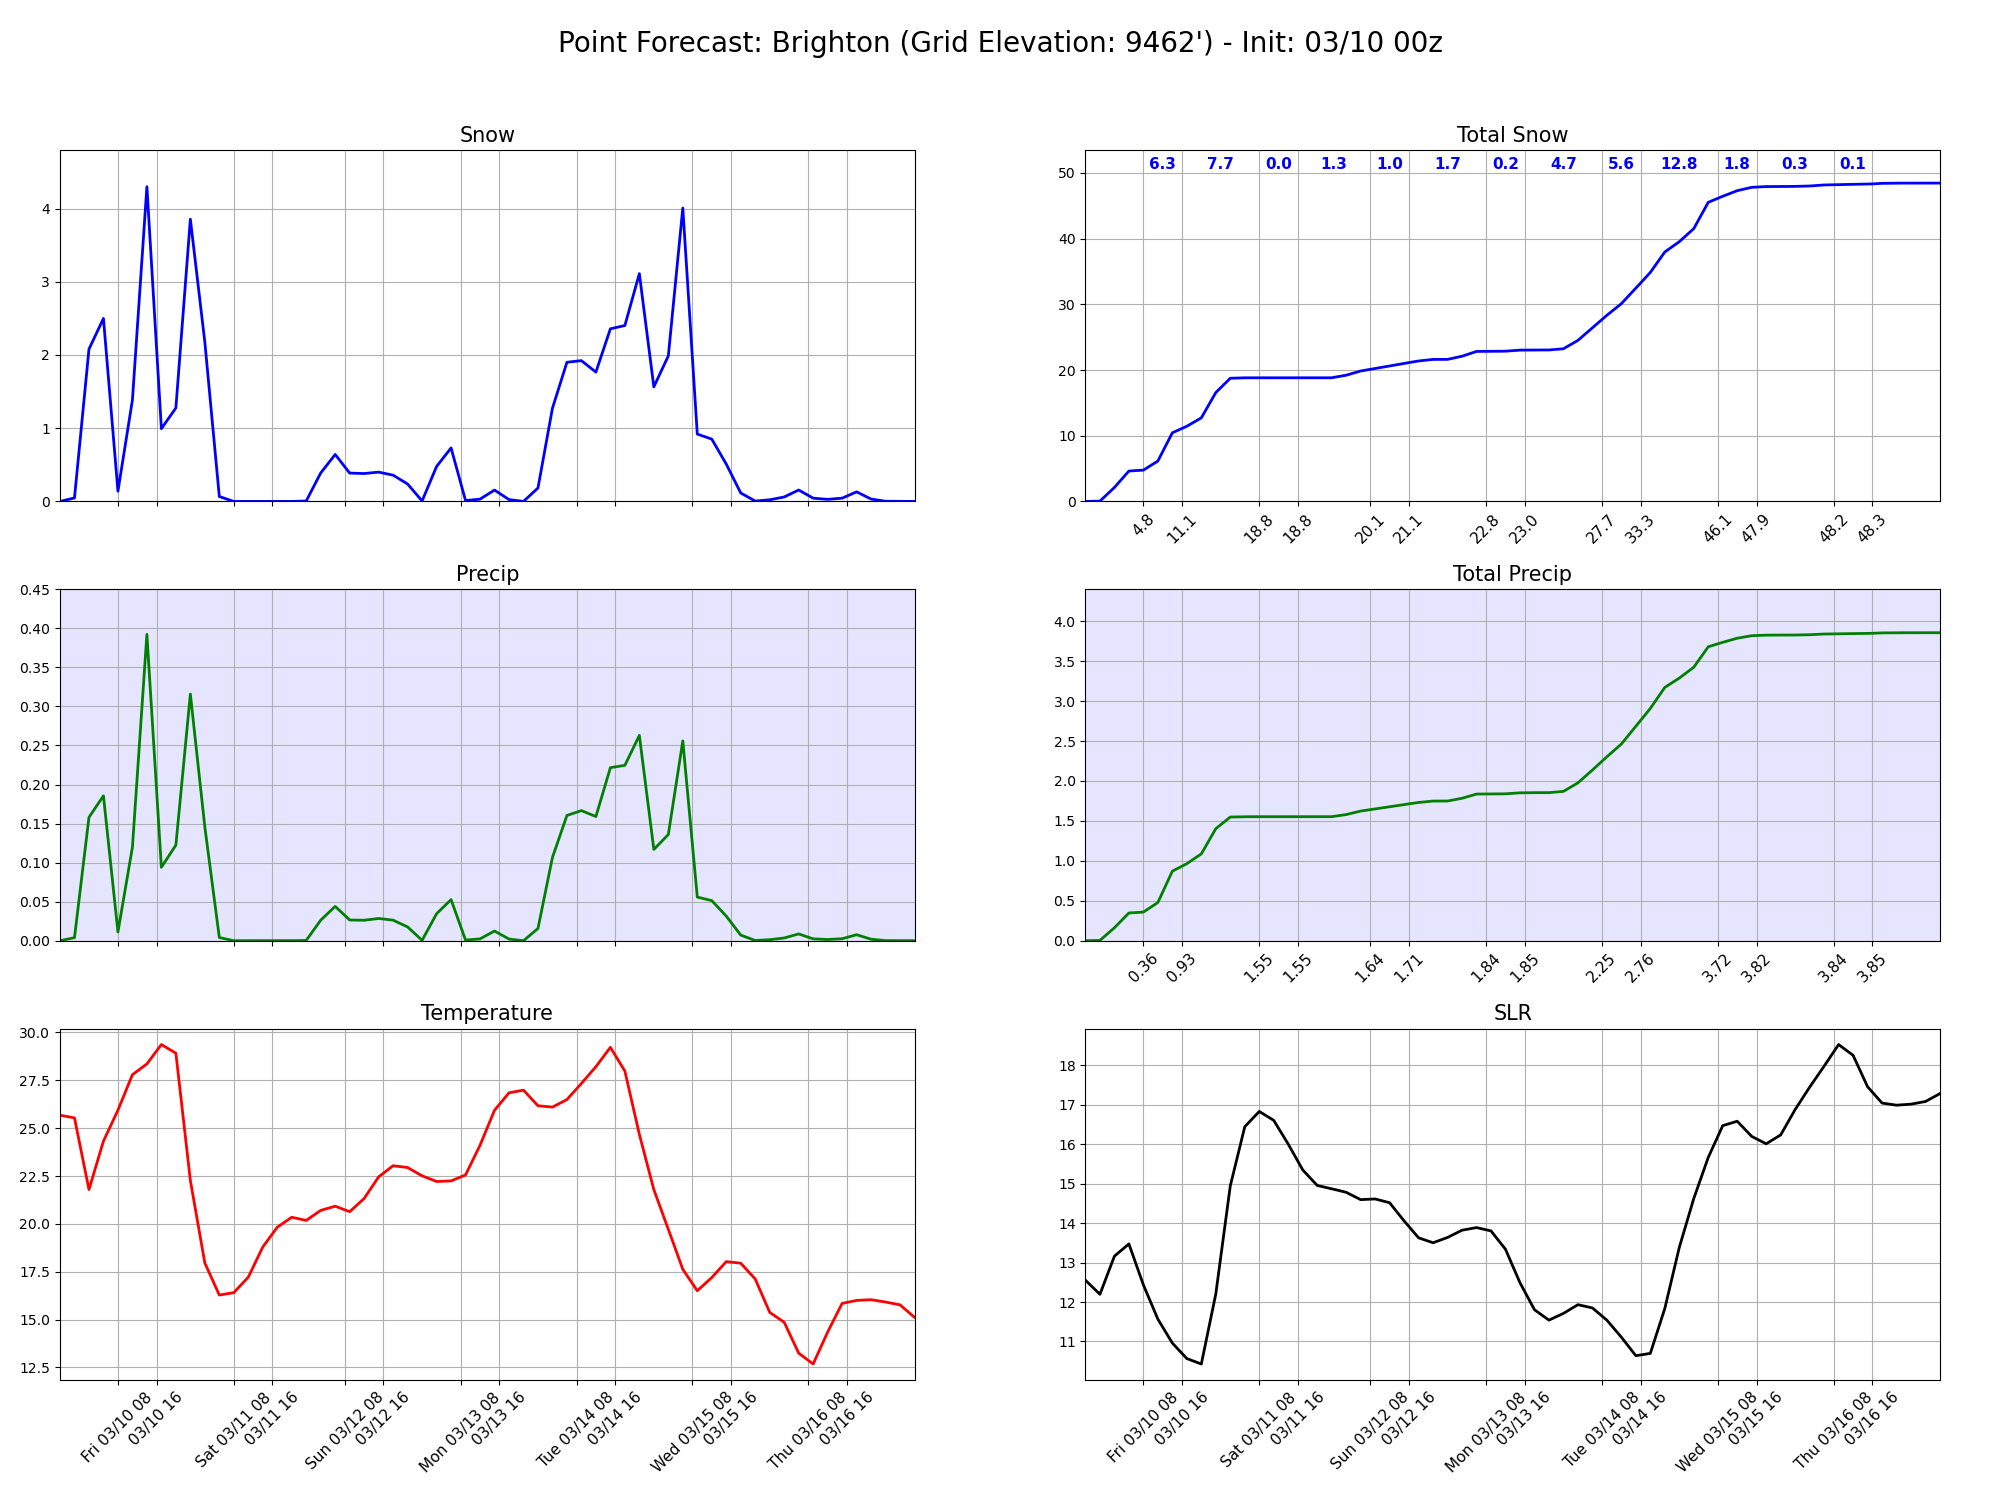 Point Forecast: Brighton (Grid Elevation: 9462') - Init: 03/10 00z
Snow
4
3
2
1
0
Total Snow
6.3 7.7 0.0 1.3 1.0 1.7 0.2 4.7 5.6 12.8 1.8 0.3 0.1
50
40
30
20
10
0
4.8 11.1 18.8 18.8 20.1 21.1 22.8 23.0 27.7 33.3 46.1 47.9 48.2 48.3
Precip
0.45
0.40
0.35
0.30
0.25
0.20
0.15
0.10
0.05
0.00
Total Precip
4.0
3.5
3.0
2.5
2.0
1.5
1.0
0.5
0.0
0.36 0.93 1.55 1.55 1.64 1.71 1.84 1.85 2.25 2.76 3.72 3.82 3.84 3.85
Temperature
30.0
27.5
25.0
22.5
20.0
17.5
15.0
12.5
Fri 03/10 08
03/10 16
Sat 03/11 08
03/11 16
Sun 03/12 08
03/12 16
Mon 03/13 08
03/13 16
Tue 03/14 08
03/14 16
Wed 03/15 08
03/15 16
Thu 03/16 08
03/16 16
SLR
18
17
16
15
14
13
12
11
Fri 03/10 08
03/10 16
Sat 03/11 08
03/11 16
Sun 03/12 08
03/12 16
Mon 03/13 08
03/13 16
Tue 03/14 08
03/14 16
Wed 03/15 08
03/15 16
Thu 03/16 08
03/16 16